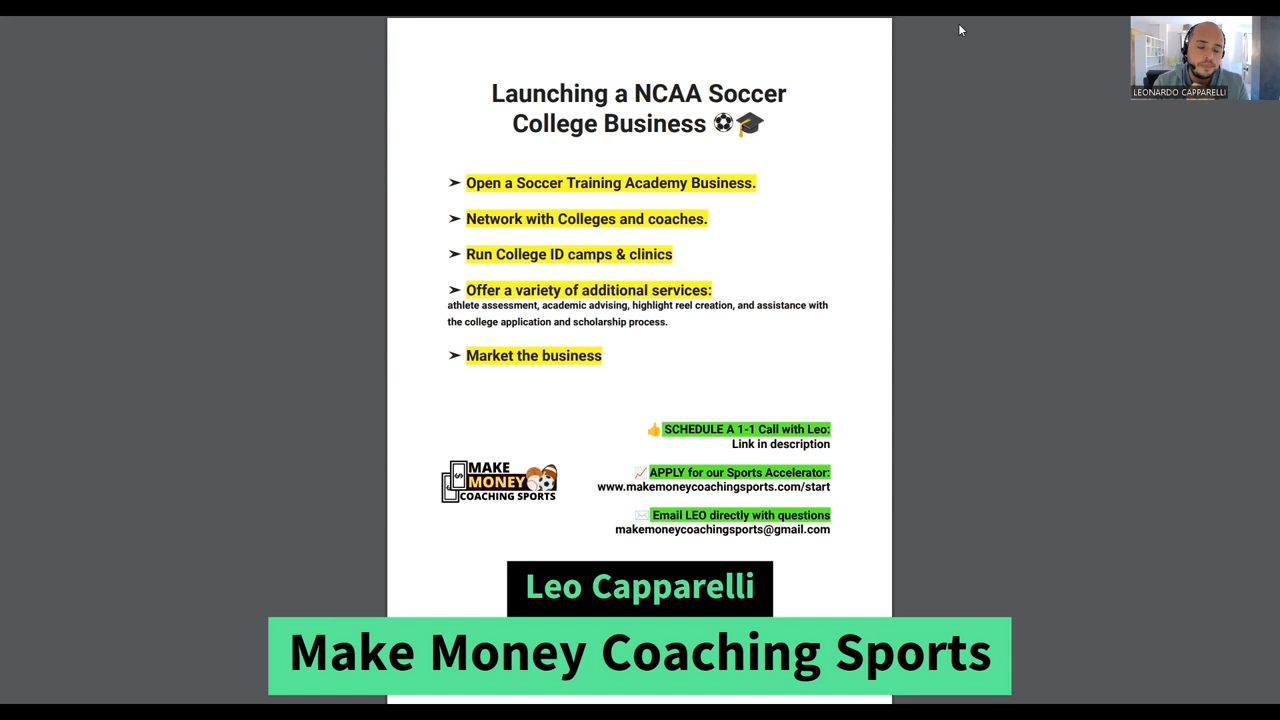 LEONARDO CAPPARELLI
Launching a NCAA Soccer
College Business ⚽🎓
➢ Open a Soccer Training Academy Business.
➢ Network with Colleges and coaches.
➢ Run College ID camps & clinics
➢ Offer a variety of additional services:
athlete assessment, academic advising, highlight reel creation, and assistance with
the college application and scholarship process.
➢ Market the business
👍 SCHEDULE A 1-1 Call with Leo:
Link in description
📈 APPLY for our Sports Accelerator:
www.makemoneycoachingsports.com/start
✉️ Email LEO directly with questions
makemoneycoachingsports@gmail.com
MAKE
MONEY
COACHING SPORTS
Leo Capparelli
Make Money Coaching Sports